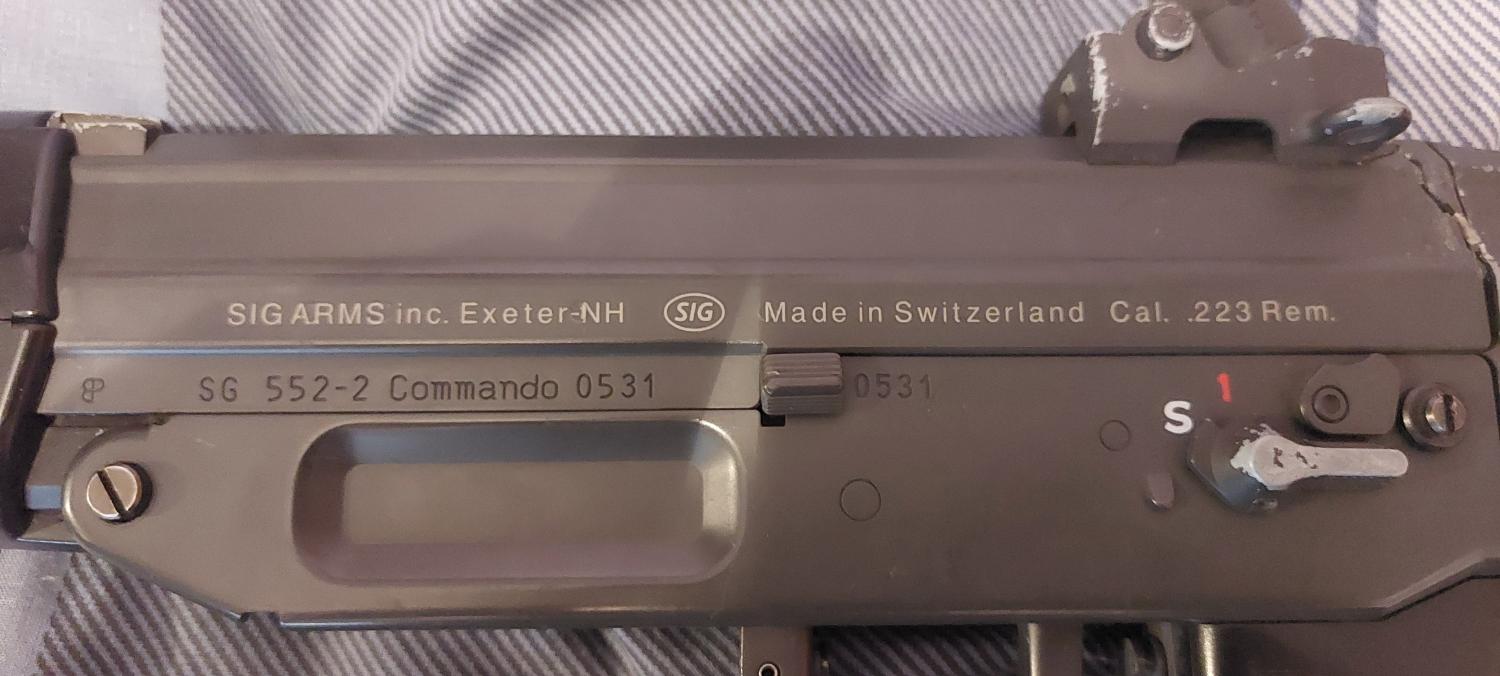 SIG ARMS inc. Exeter-NH SIG Made in Switzerland Cal. .223 Rem.
BP SG 552-2 Commando 0531 0531
1
S